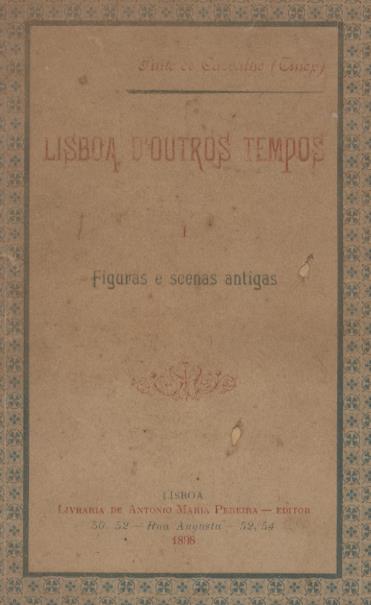 Pinto de Carvalho (Tinop)
LISBOA D'OUTROS TEMPOS
I
Figuras e scenas antigas
LISBOA
LIVRARIA DE ANTONIO MARIA PEREIRA — EDITOR
50, 52 — Rua Augusta — 52, 54
1898